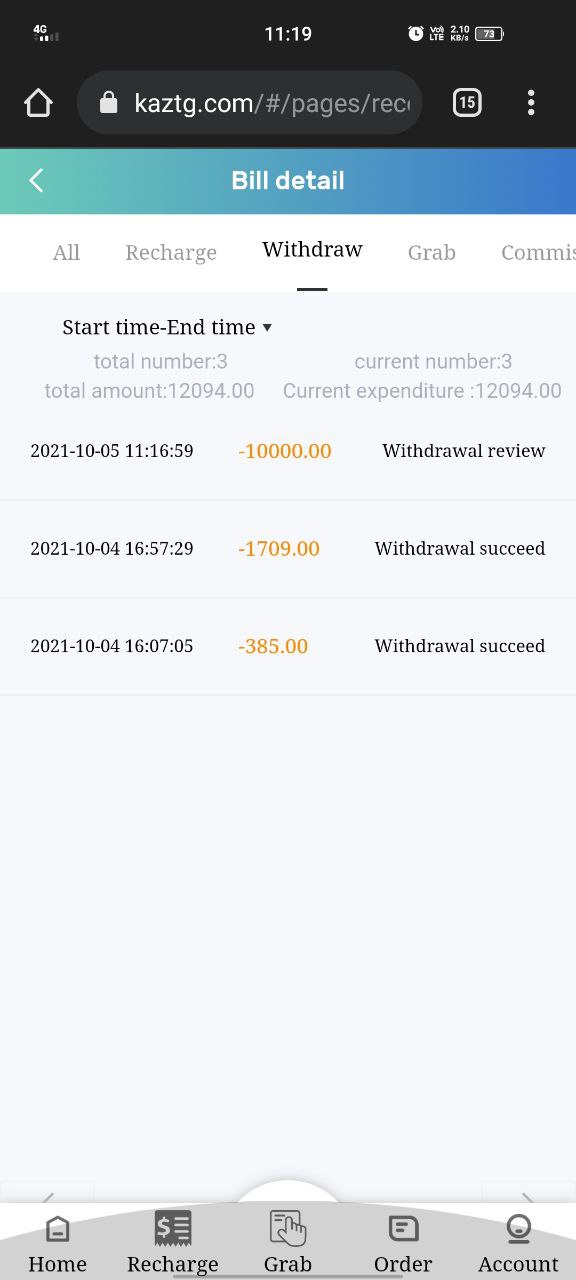 4G 11:19 Vo) LTE 2.10 KB/s 73
kaztg.com/#/pages/rec 15
Bill detail
All Recharge Withdraw Grab Commis
Start time-End time ▾
total number:3 current number:3
total amount:12094.00 Current expenditure :12094.00
2021-10-05 11:16:59 -10000.00 Withdrawal review
2021-10-04 16:57:29 -1709.00 Withdrawal succeed
2021-10-04 16:07:05 -385.00 Withdrawal succeed
Home Recharge Grab Order Account